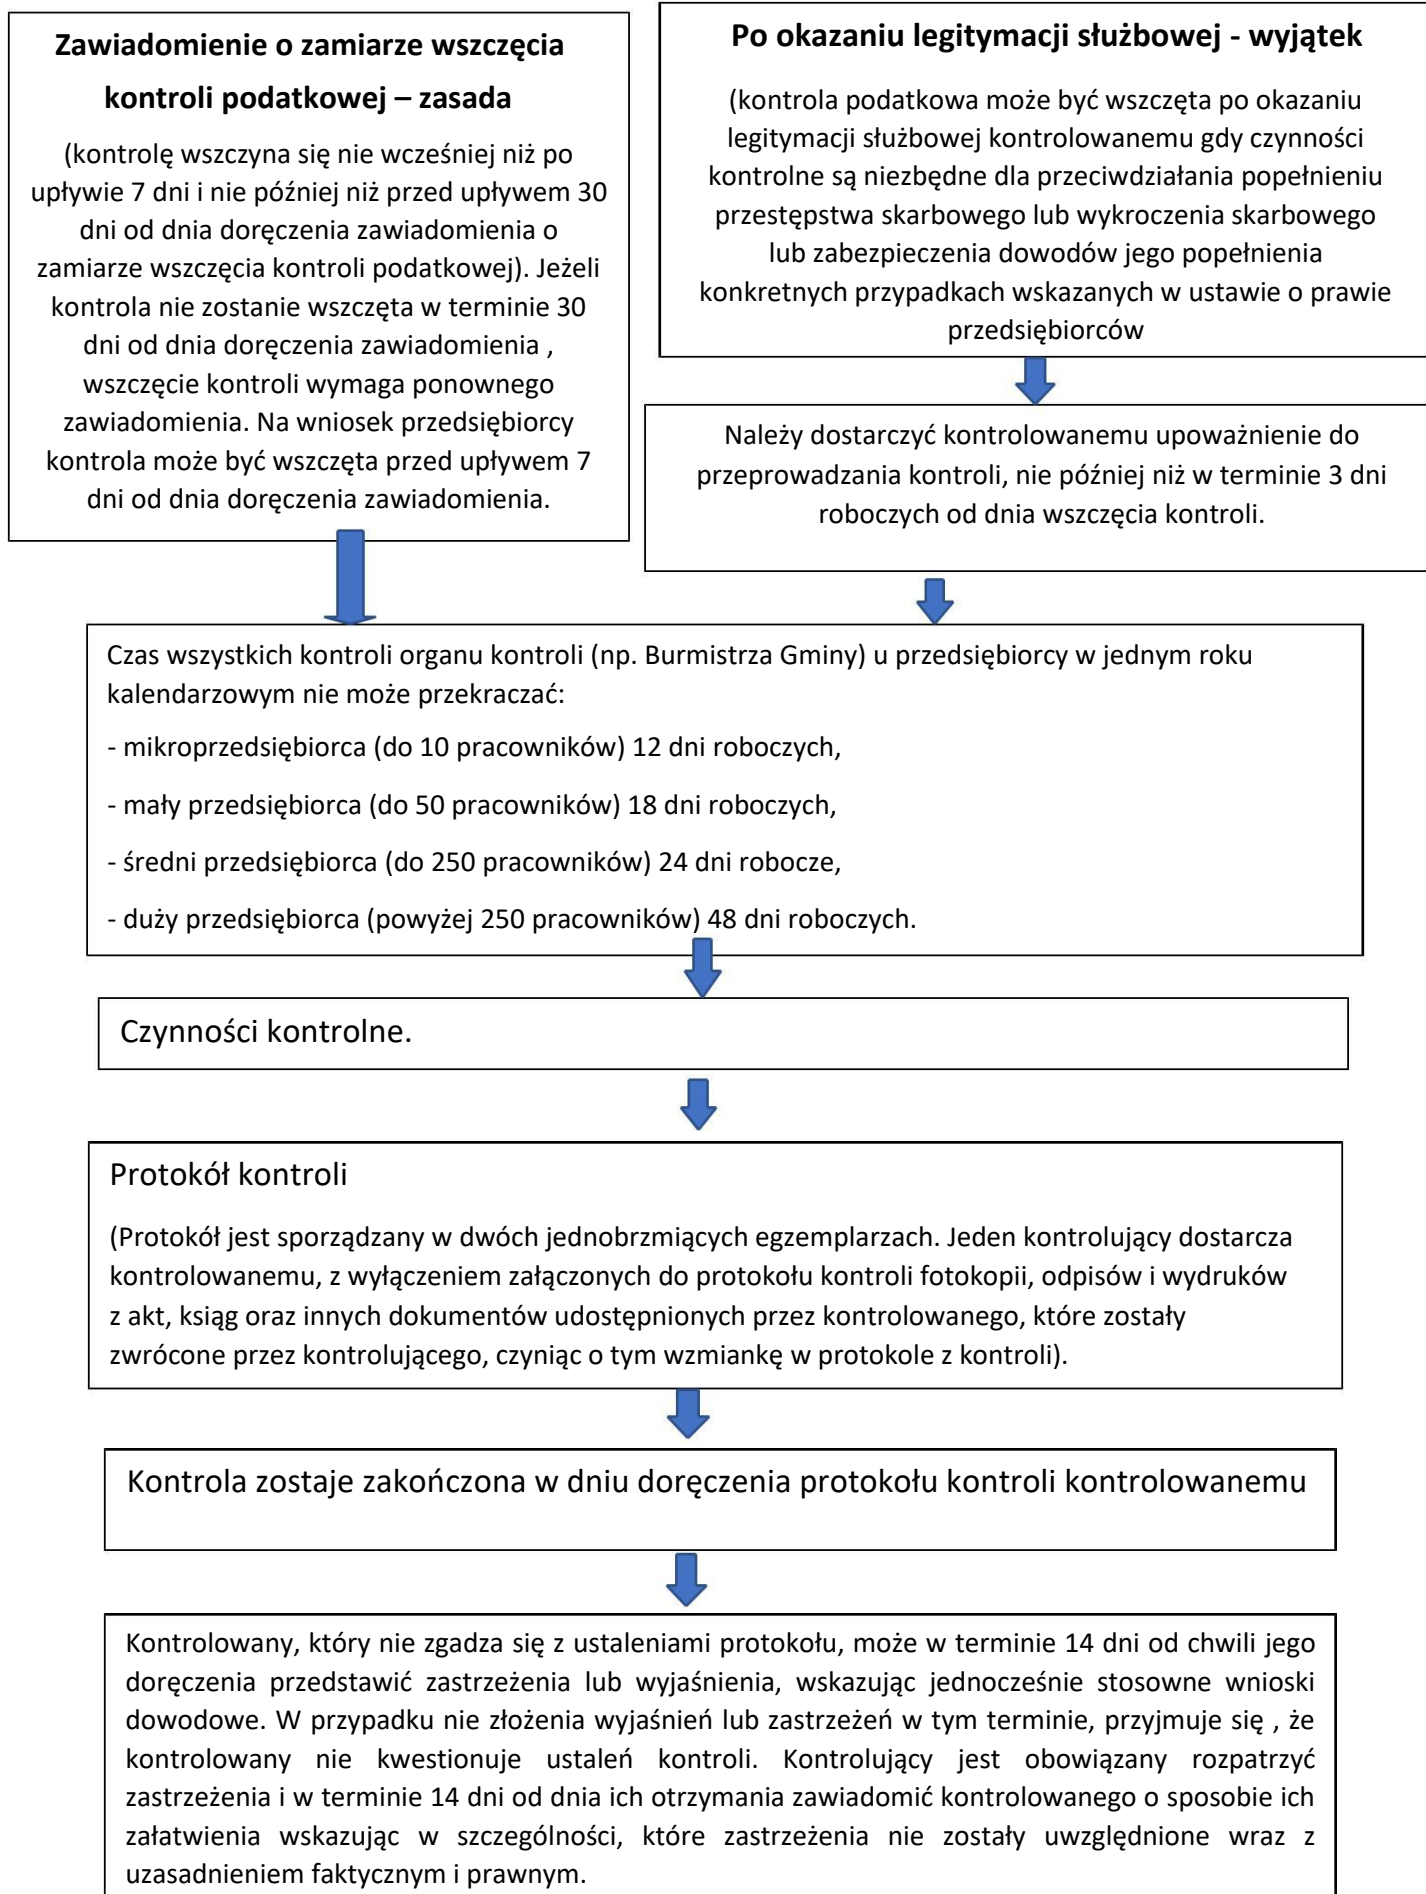 Zawiadomienie o zamiarze wszczęcia
kontroli podatkowej – zasada
(kontrolę wszczyna się nie wcześniej niż po
upływie 7 dni i nie później niż przed upływem 30
dni od dnia doręczenia zawiadomienia o
zamiarze wszczęcia kontroli podatkowej). Jeżeli
kontrola nie zostanie wszczęta w terminie 30
dni od dnia doręczenia zawiadomienia ,
wszczęcie kontroli wymaga ponownego
zawiadomienia. Na wniosek przedsiębiorcy
kontrola może być wszczęta przed upływem 7
dni od dnia doręczenia zawiadomienia.
Po okazaniu legitymacji służbowej - wyjątek
(kontrola podatkowa może być wszczęta po okazaniu
legitymacji służbowej kontrolowanemu gdy czynności
kontrolne są niezbędne dla przeciwdziałania popełnieniu
przestępstwa skarbowego lub wykroczenia skarbowego
lub zabezpieczenia dowodów jego popełnienia
konkretnych przypadkach wskazanych w ustawie o prawie
przedsiębiorców
Należy dostarczyć kontrolowanemu upoważnienie do
przeprowadzania kontroli, nie później niż w terminie 3 dni
roboczych od dnia wszczęcia kontroli.
Czas wszystkich kontroli organu kontroli (np. Burmistrza Gminy) u przedsiębiorcy w jednym roku
kalendarzowym nie może przekraczać:
- mikroprzedsiębiorca (do 10 pracowników) 12 dni roboczych,
- mały przedsiębiorca (do 50 pracowników) 18 dni roboczych,
- średni przedsiębiorca (do 250 pracowników) 24 dni robocze,
- duży przedsiębiorca (powyżej 250 pracowników) 48 dni roboczych.
Czynności kontrolne.
Protokół kontroli
(Protokół jest sporządzany w dwóch jednobrzmiących egzemplarzach. Jeden kontrolujący dostarcza
kontrolowanemu, z wyłączeniem załączonych do protokołu kontroli fotokopii, odpisów i wydruków
z akt, ksiąg oraz innych dokumentów udostępnionych przez kontrolowanego, które zostały
zwrócone przez kontrolującego, czyniąc o tym wzmiankę w protokole z kontroli).
Kontrola zostaje zakończona w dniu doręczenia protokołu kontroli kontrolowanemu
Kontrolowany, który nie zgadza się z ustaleniami protokołu, może w terminie 14 dni od chwili jego
doręczenia przedstawić zastrzeżenia lub wyjaśnienia, wskazując jednocześnie stosowne wnioski
dowodowe. W przypadku nie złożenia wyjaśnień lub zastrzeżeń w tym terminie, przyjmuje się , że
kontrolowany nie kwestionuje ustaleń kontroli. Kontrolujący jest obowiązany rozpatrzyć
zastrzeżenia i w terminie 14 dni od dnia ich otrzymania zawiadomić kontrolowanego o sposobie ich
załatwienia wskazując w szczególności, które zastrzeżenia nie zostały uwzględnione wraz z
uzasadnieniem faktycznym i prawnym.